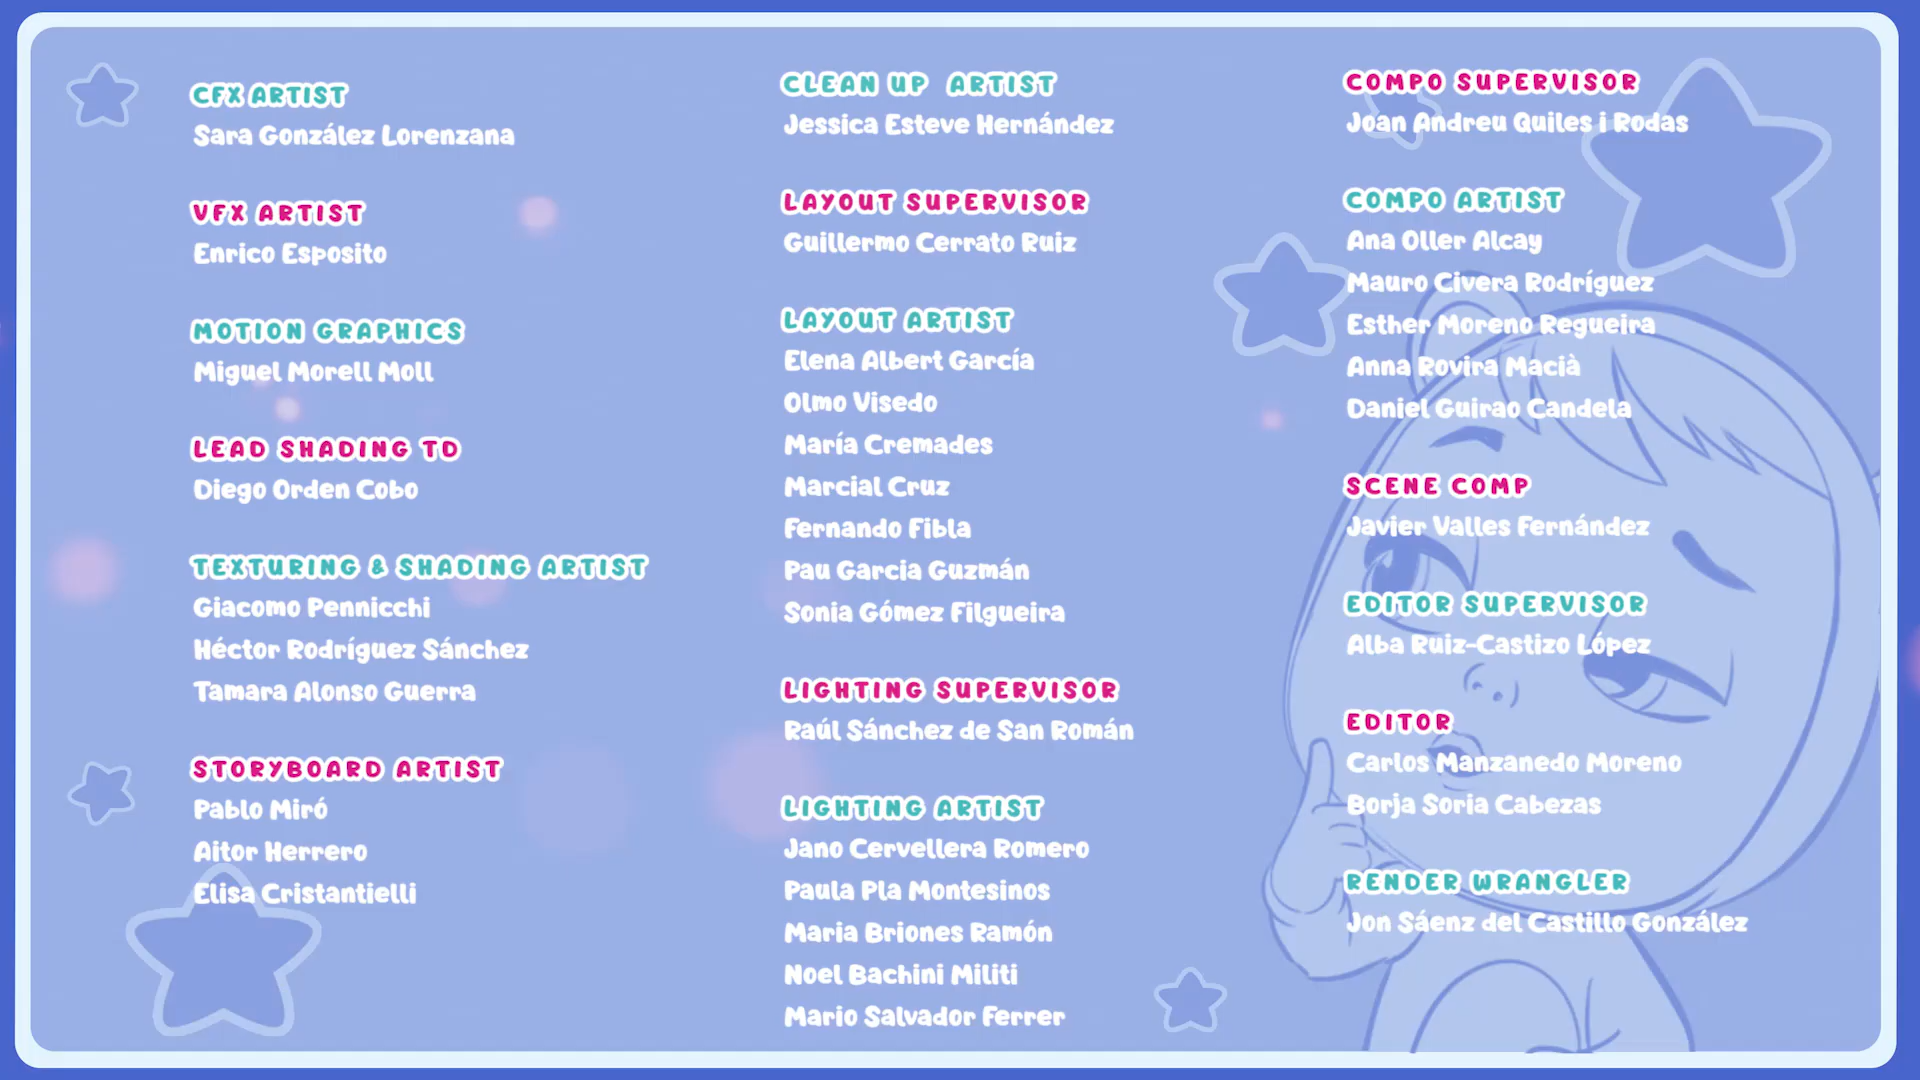 CFX ARTIST
Sara González Lorenzana
VFX ARTIST
Enrico Esposito
MOTION GRAPHICS
Miguel Morell Moll
LEAD SHADING TD
Diego Orden Cobo
TEXTURING & SHADING ARTIST
Giacomo Pennicchi
Héctor Rodríguez Sánchez
Tamara Alonso Guerra
STORYBOARD ARTIST
Pablo Miró
Aitor Herrero
Elisa Cristantielli
CLEAN UP ARTIST
Jessica Esteve Hernández
LAYOUT SUPERVISOR
Guillermo Cerrato Ruiz
LAYOUT ARTIST
Elena Albert García
Olmo Visedo
María Cremades
Marcial Cruz
Fernando Fibla
Pau Garcia Guzmán
Sonia Gómez Filgueira
LIGHTING SUPERVISOR
Raúl Sánchez de San Román
LIGHTING ARTIST
Jano Cervellera Romero
Paula Pla Montesinos
Maria Briones Ramón
Noel Bachini Militi
Mario Salvador Ferrer
COMPO SUPERVISOR
Joan Andreu Quiles i Rodas
COMPO ARTIST
Ana Oller Alcay
Mauro Civera Rodríguez
Esther Moreno Regueira
Anna Rovira Macià
Daniel Guirao Candela
SCENE COMP
Javier Valles Fernández
EDITOR SUPERVISOR
Alba Ruiz-Castizo López
EDITOR
Carlos Manzanedo Moreno
Borja Soria Cabezas
RENDER WRANGLER
Jon Sáenz del Castillo González